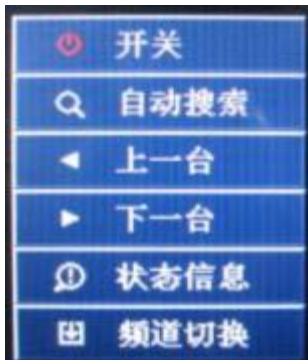 开关
自动搜索
上一台
下一台
状态信息
频道切换